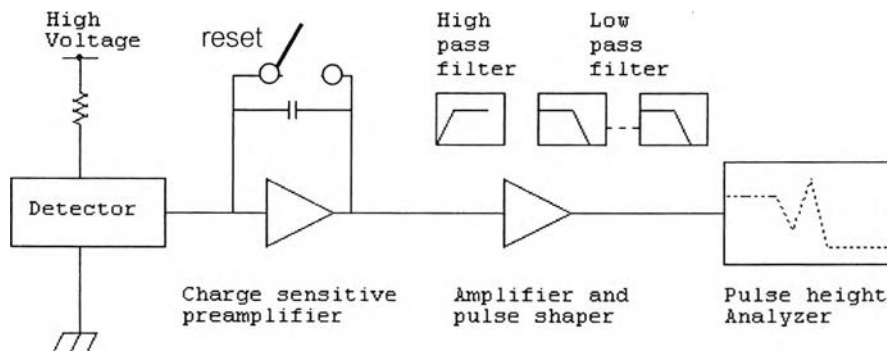 High
Voltage
reset
High
pass
filter
Low
pass
filter
Detector
Charge sensitive
preamplifier
Amplifier and
pulse shaper
Pulse height
Analyzer